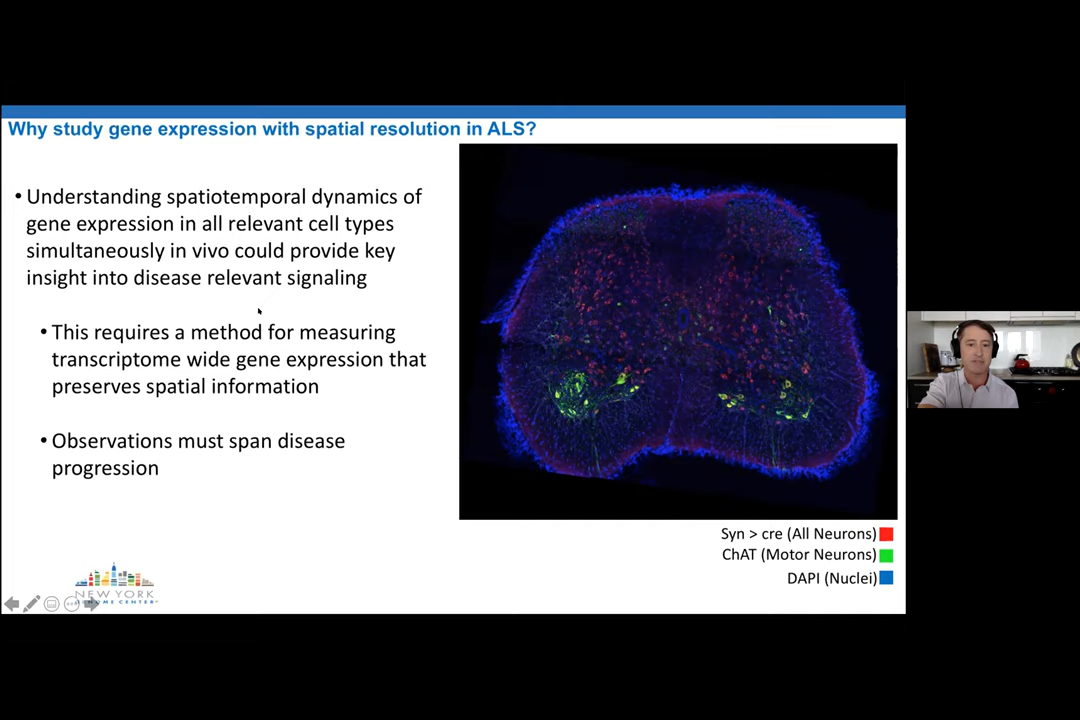 Why study gene expression with spatial resolution in ALS?
• Understanding spatiotemporal dynamics of
gene expression in all relevant cell types
simultaneously in vivo could provide key
insight into disease relevant signaling
• This requires a method for measuring
transcriptome wide gene expression that
preserves spatial information
• Observations must span disease
progression
Syn > cre (All Neurons)
ChAT (Motor Neurons)
DAPI (Nuclei)
NEW YORK
GENOME CENTER